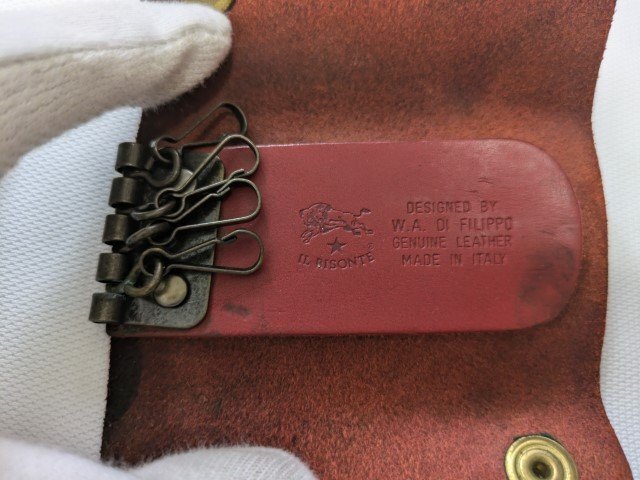 IL BISONTE ®
DESIGNED BY
W.A. DI FILIPPO
GENUINE LEATHER
MADE IN ITALY